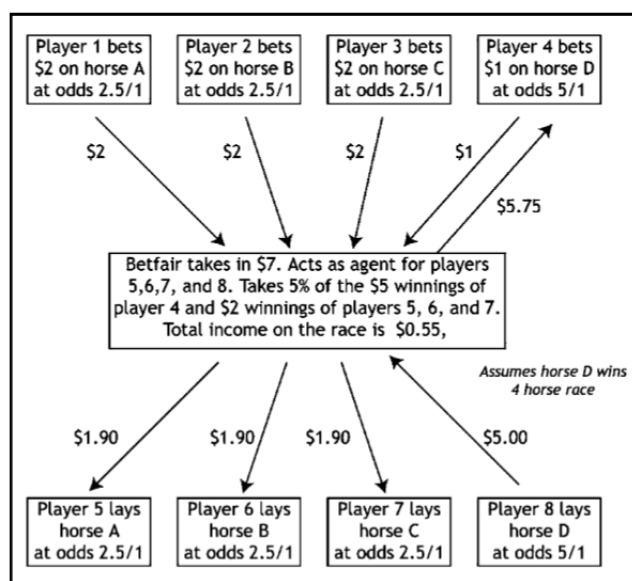 Player 1 bets
$2 on horse A
at odds 2.5/1
Player 2 bets
$2 on horse B
at odds 2.5/1
Player 3 bets
$2 on horse C
at odds 2.5/1
Player 4 bets
$1 on horse D
at odds 5/1
$2
$2
$2
$1
$5.75
Betfair takes in $7. Acts as agent for players
5,6,7, and 8. Takes 5% of the $5 winnings of
player 4 and $2 winnings of players 5, 6, and 7.
Total income on the race is $0.55,
Assumes horse D wins
4 horse race
$1.90
$1.90
$1.90
$5.00
Player 5 lays
horse A
at odds 2.5/1
Player 6 lays
horse B
at odds 2.5/1
Player 7 lays
horse C
at odds 2.5/1
Player 8 lays
horse D
at odds 5/1